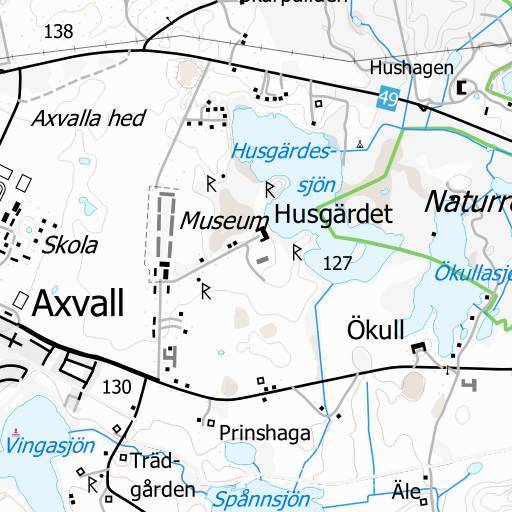 138
Hushagen
49
Axvalla hed
Husgärdes-
sjön
Naturre
Museum
Husgärdet
Skola
127
Ökullasjö
Axvall
Ökull
130
Prinshaga
Vingasjön
Träd-
gården
Spånnsjön
Äle